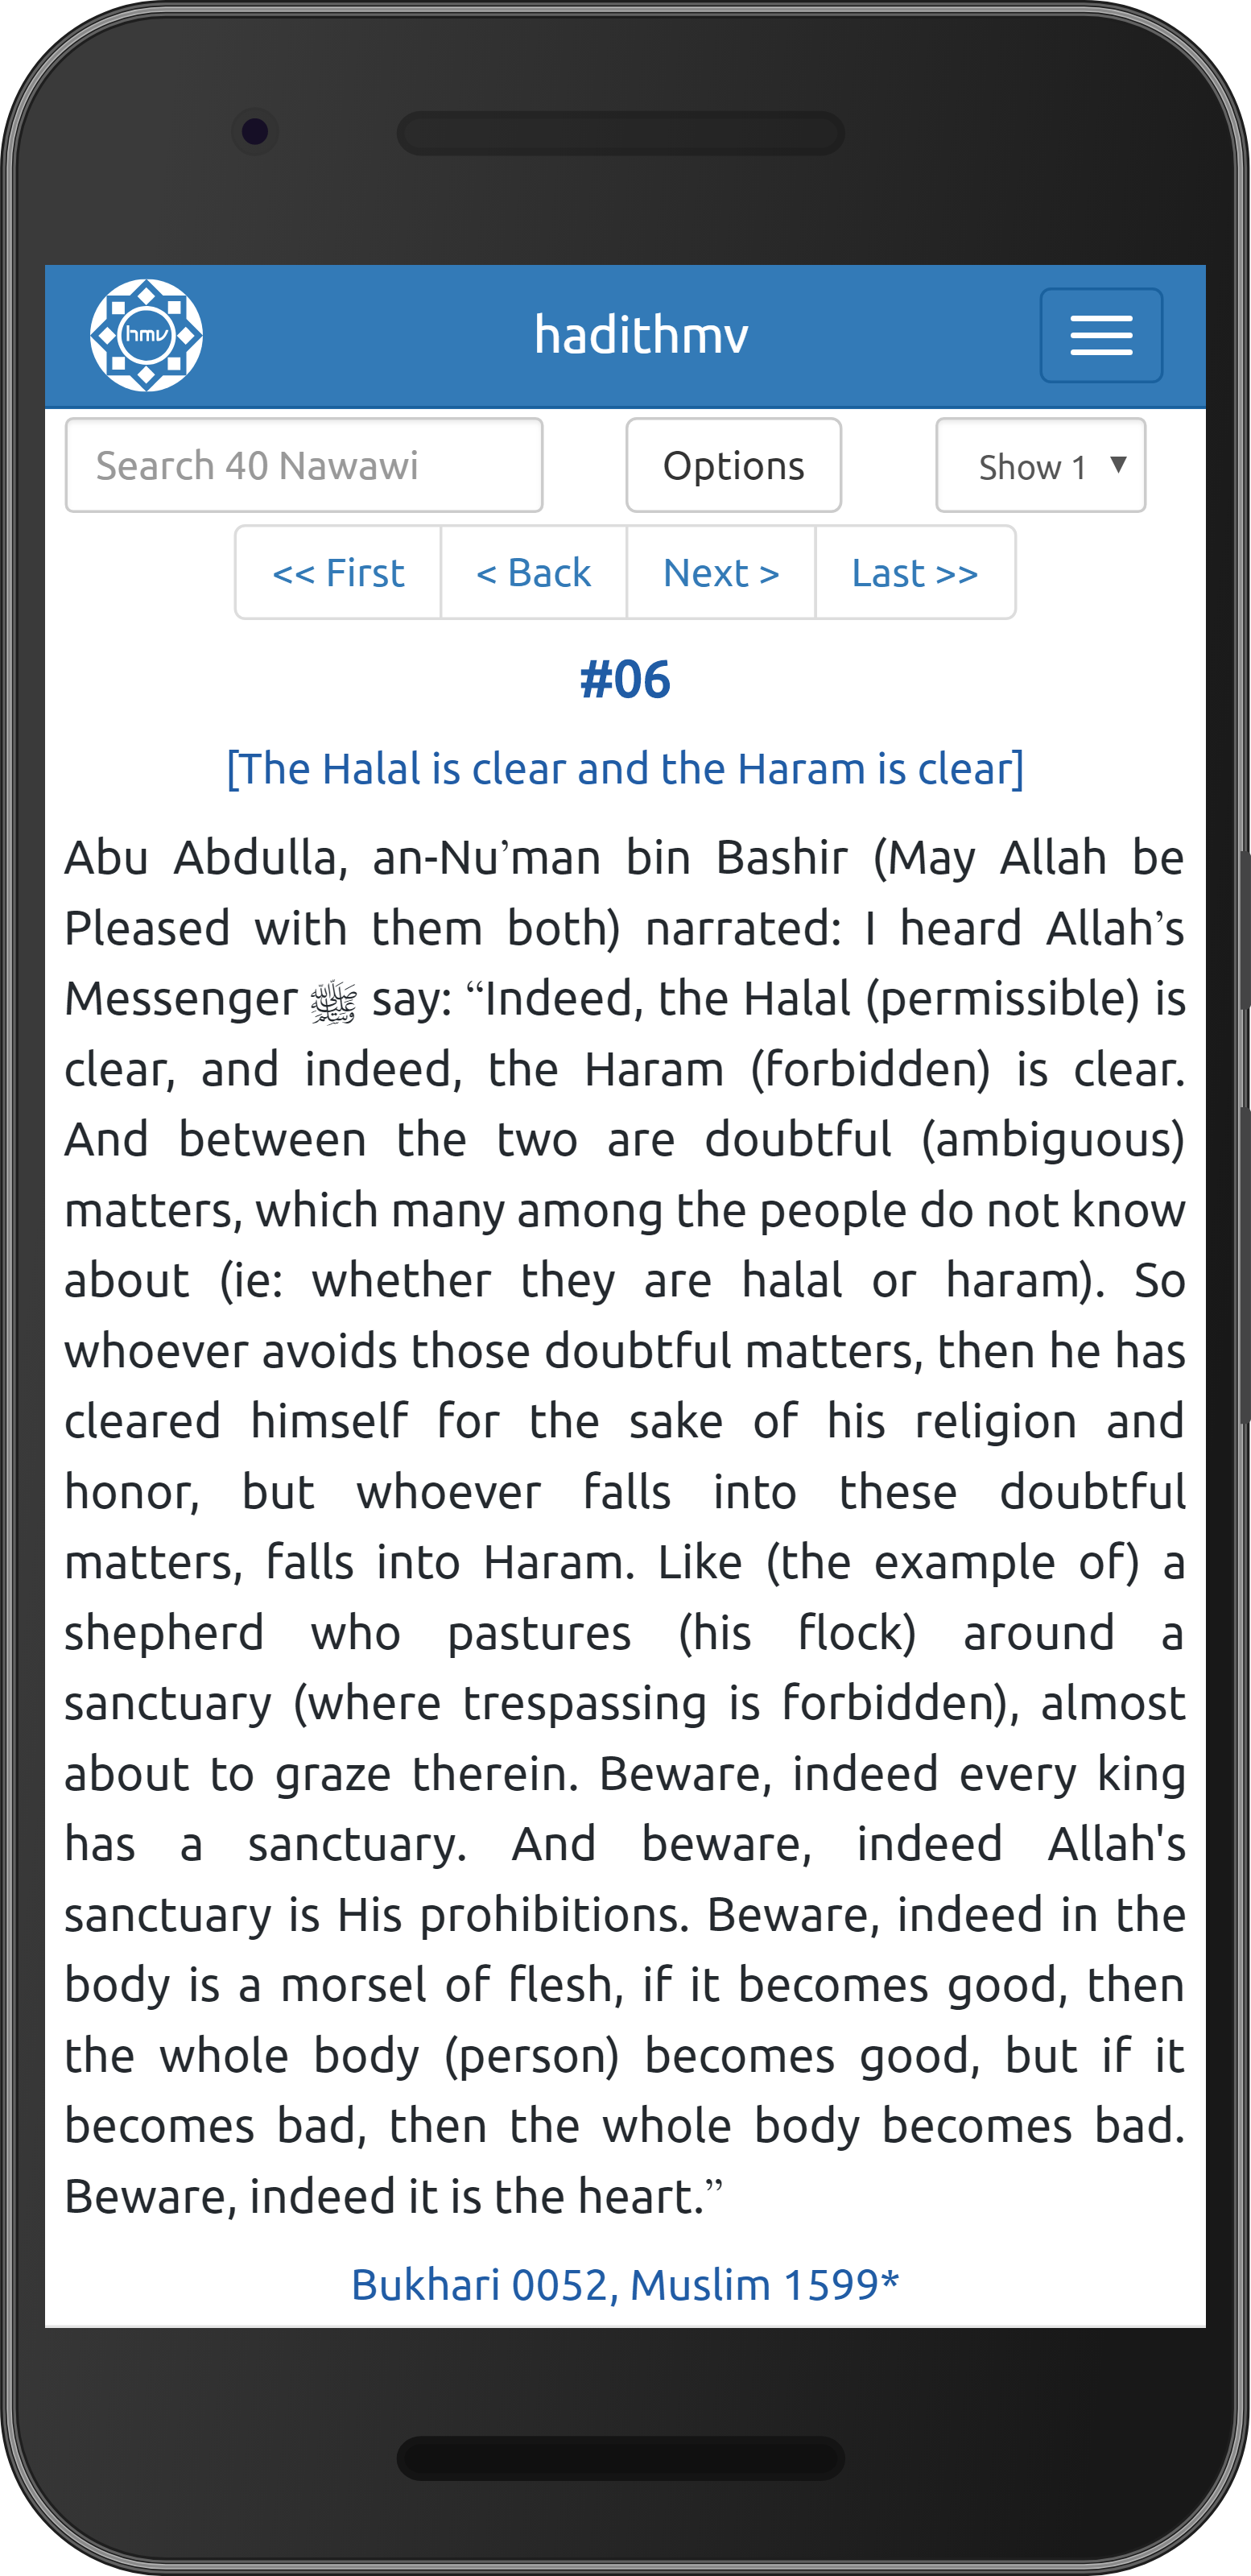 hmv
hadithmv
Search 40 Nawawi
Options
Show 1 ▼
<< First
< Back
Next >
Last >>
#06
[The Halal is clear and the Haram is clear]
Abu Abdulla, an-Nu’man bin Bashir (May Allah be
Pleased with them both) narrated: I heard Allah’s
Messenger ﷺ say: “Indeed, the Halal (permissible) is
clear, and indeed, the Haram (forbidden) is clear.
And between the two are doubtful (ambiguous)
matters, which many among the people do not know
about (ie: whether they are halal or haram). So
whoever avoids those doubtful matters, then he has
cleared himself for the sake of his religion and
honor, but whoever falls into these doubtful
matters, falls into Haram. Like (the example of) a
shepherd who pastures (his flock) around a
sanctuary (where trespassing is forbidden), almost
about to graze therein. Beware, indeed every king
has a sanctuary. And beware, indeed Allah's
sanctuary is His prohibitions. Beware, indeed in the
body is a morsel of flesh, if it becomes good, then
the whole body (person) becomes good, but if it
becomes bad, then the whole body becomes bad.
Beware, indeed it is the heart.”
Bukhari 0052, Muslim 1599*